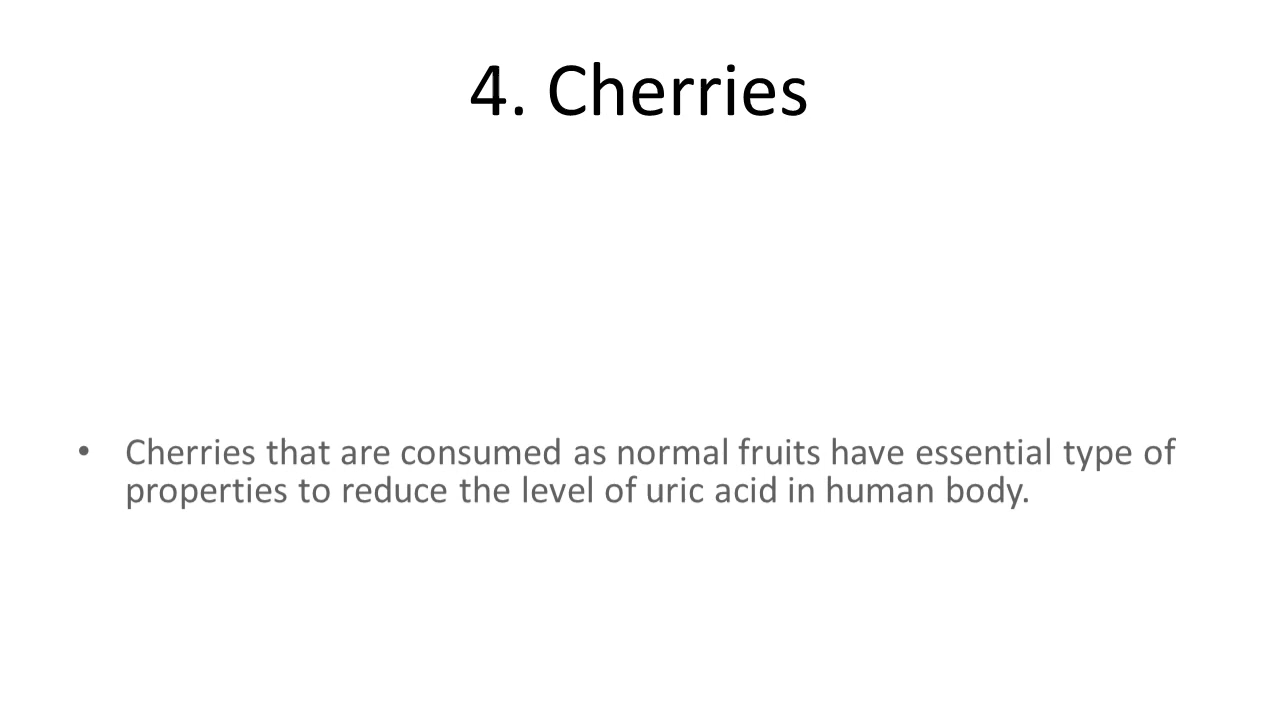 4. Cherries
• Cherries that are consumed as normal fruits have essential type of
properties to reduce the level of uric acid in human body.